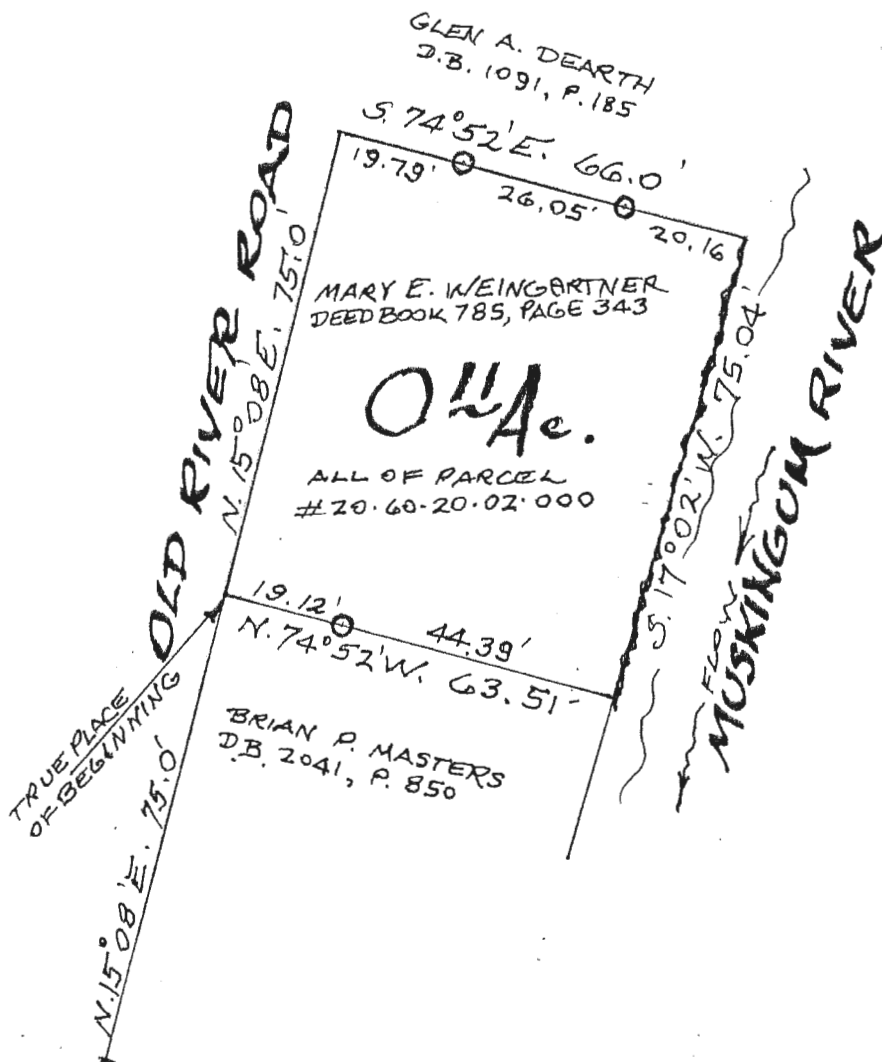 GLEN A. DEARTH
D.B. 1091, P. 185
S. 74°52'E. 66.0'
19.79'
26.05'
20.16
OLD RIVER ROAD
N. 15°08'E. 75.0'
MARY E. WEINGARTNER
DEED BOOK 785, PAGE 343
0.11 Ac.
ALL OF PARCEL
#20-60-20-02-000
S. 17°02'W. 75.04'
FLOW
MUSKINGUM RIVER
19.12'
44.39'
N. 74°52'W. 63.51'
TRUE PLACE
OF BEGINNING
BRIAN P. MASTERS
D.B. 2041, P. 850
N. 15°08'E. 75.0'